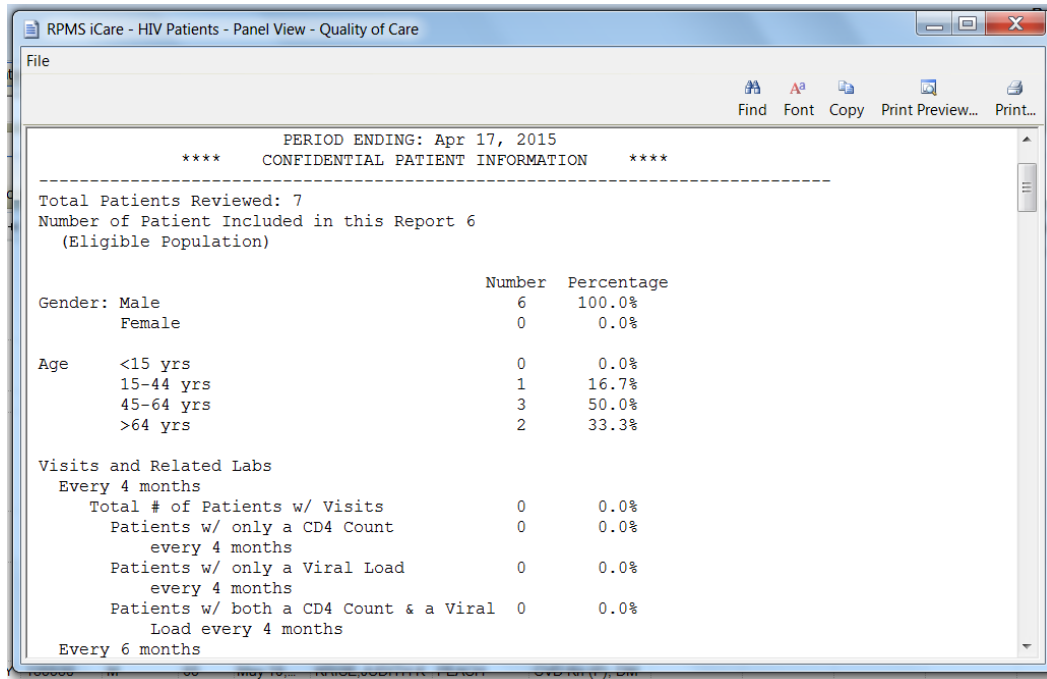 RPMS iCare - HIV Patients - Panel View - Quality of Care
File
Find Font Copy Print Preview... Print...
PERIOD ENDING: Apr 17, 2015
**** CONFIDENTIAL PATIENT INFORMATION ****
--------------------------------------------------------------------------------
Total Patients Reviewed: 7
Number of Patient Included in this Report 6
(Eligible Population)
Number Percentage
Gender: Male 6 100.0%
Female 0 0.0%
Age <15 yrs 0 0.0%
15-44 yrs 1 16.7%
45-64 yrs 3 50.0%
>64 yrs 2 33.3%
Visits and Related Labs
Every 4 months
Total # of Patients w/ Visits 0 0.0%
Patients w/ only a CD4 Count 0 0.0%
every 4 months
Patients w/ only a Viral Load 0 0.0%
every 4 months
Patients w/ both a CD4 Count & a Viral 0 0.0%
Load every 4 months
Every 6 months